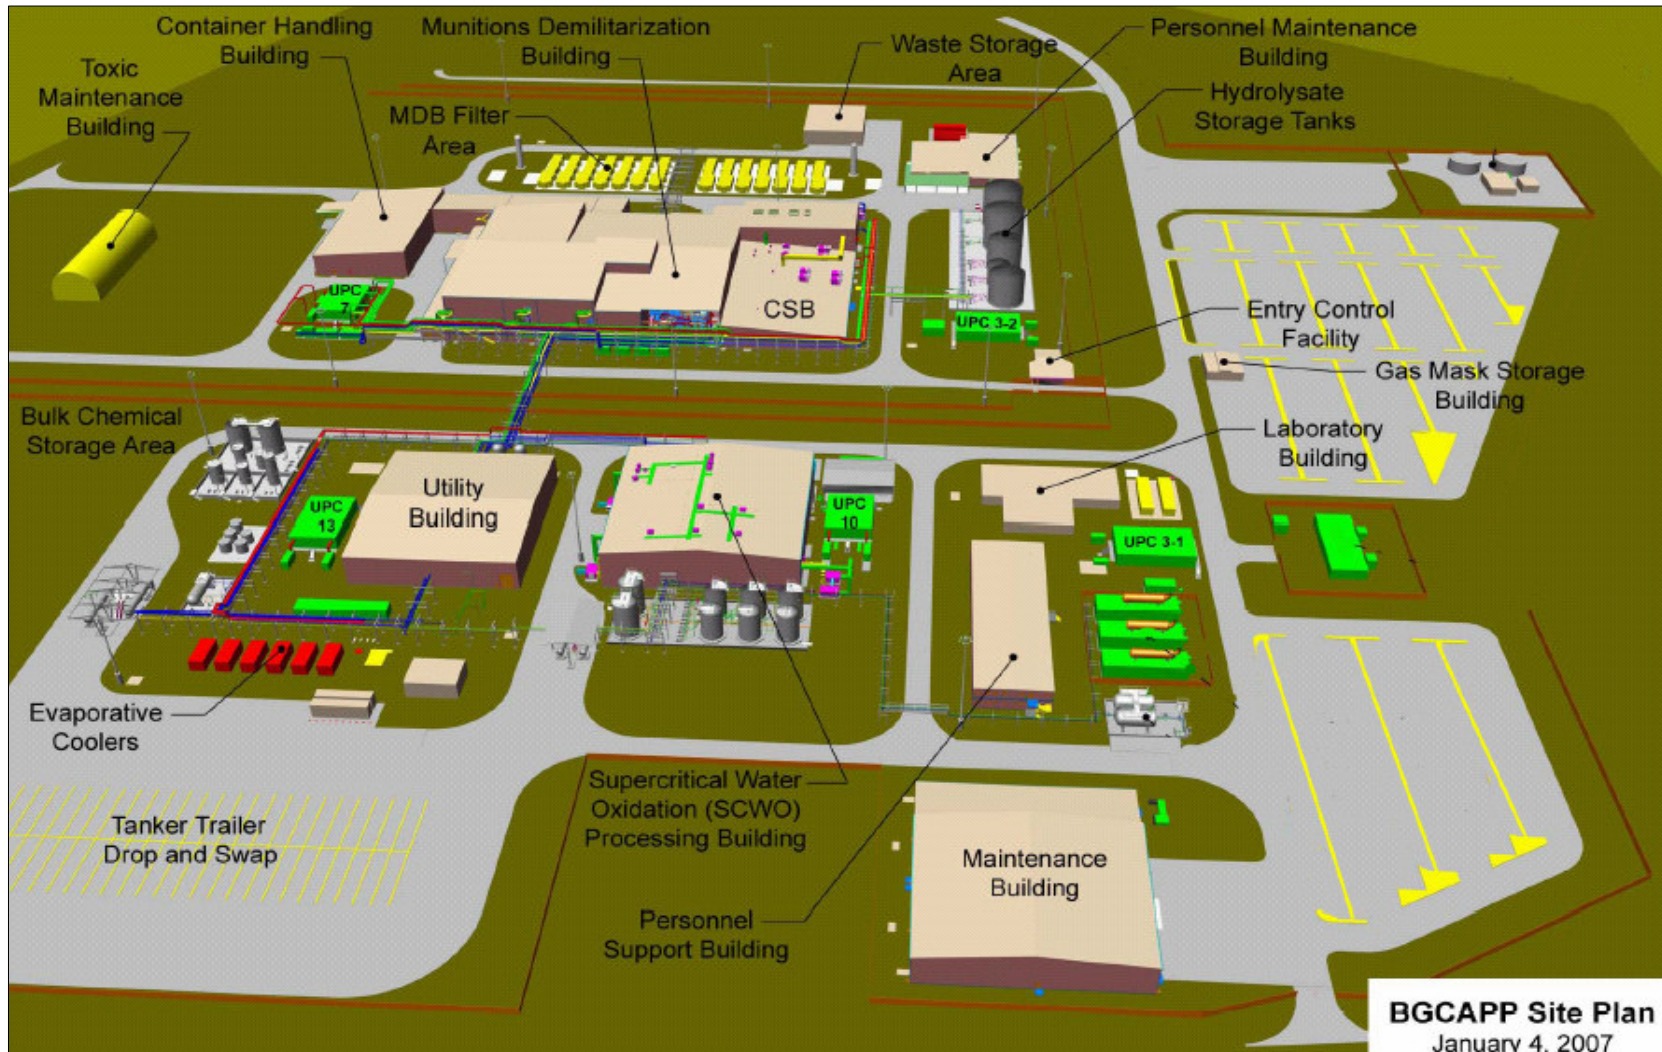 Container Handling
Building
Munitions Demilitarization
Building
Waste Storage
Area
Personnel Maintenance
Building
Toxic
Maintenance
Building
MDB Filter
Area
Hydrolysate
Storage Tanks
UPC
7
CSB
UPC 3-2
Entry Control
Facility
Gas Mask Storage
Building
Bulk Chemical
Storage Area
Laboratory
Building
Utility
Building
UPC
13
UPC
10
UPC 3-1
Evaporative
Coolers
Supercritical Water
Oxidation (SCWO)
Processing Building
Tanker Trailer
Drop and Swap
Maintenance
Building
Personnel
Support Building
BGCAPP Site Plan
January 4, 2007